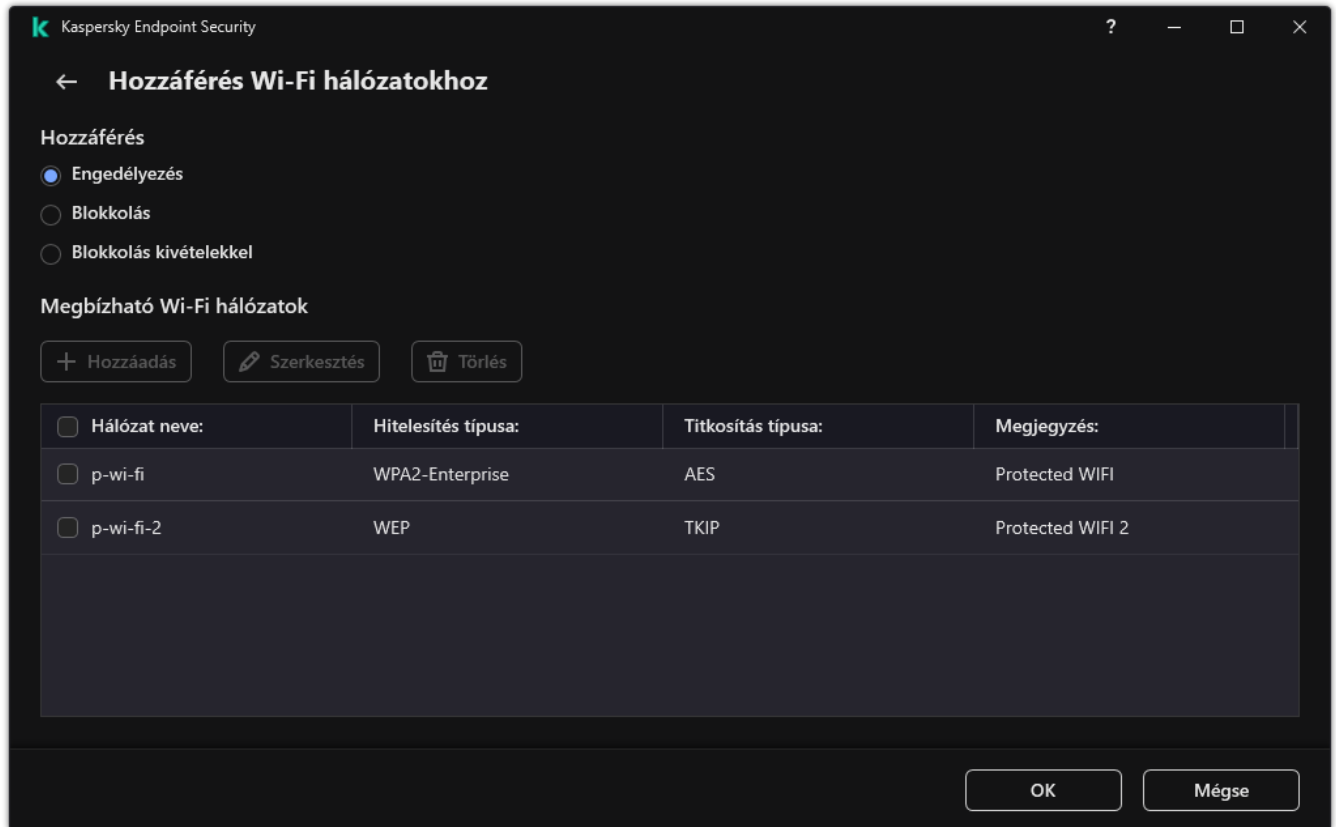 Kaspersky Endpoint Security ?
Hozzáférés Wi-Fi hálózatokhoz
Hozzáférés
Engedélyezés
Blokkolás
Blokkolás kivételekkel
Megbízható Wi-Fi hálózatok
Hozzáadás Szerkesztés Törlés
Hálózat neve: Hitelesítés típusa: Titkosítás típusa: Megjegyzés:
p-wi-fi WPA2-Enterprise AES Protected WIFI
p-wi-fi-2 WEP TKIP Protected WIFI 2
OK Mégse